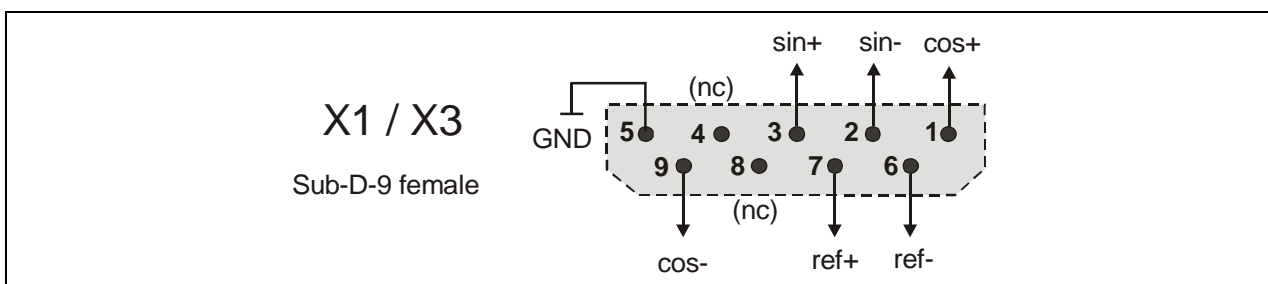 sin+ sin- cos+
(nc)
X1 / X3
GND
5 4 3 2 1
9 8 7 6
Sub-D-9 female
(nc)
cos- ref+ ref-